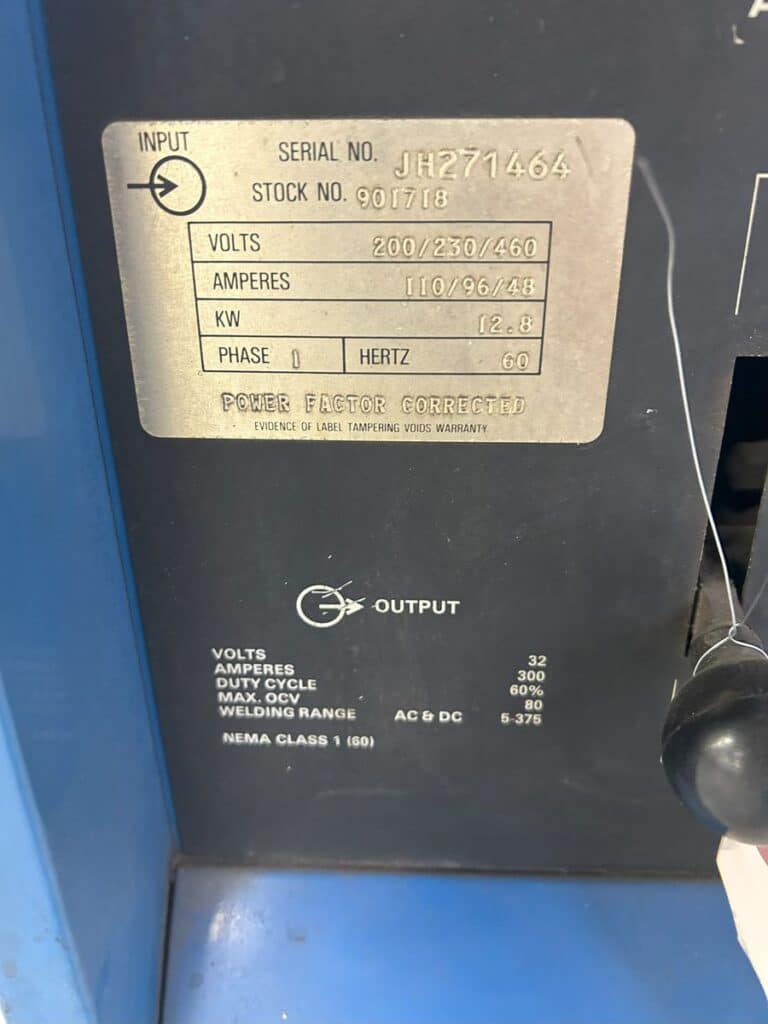 INPUT
SERIAL NO. JH271464
STOCK NO. 901718
VOLTS 200/230/460
AMPERES 110/96/48
KW 12.8
PHASE 1 HERTZ 60
POWER FACTOR CORRECTED
EVIDENCE OF LABEL TAMPERING VOIDS WARRANTY
OUTPUT
VOLTS 32
AMPERES 300
DUTY CYCLE 60%
MAX. OCV 80
WELDING RANGE AC & DC 5-375
NEMA CLASS 1 (60)